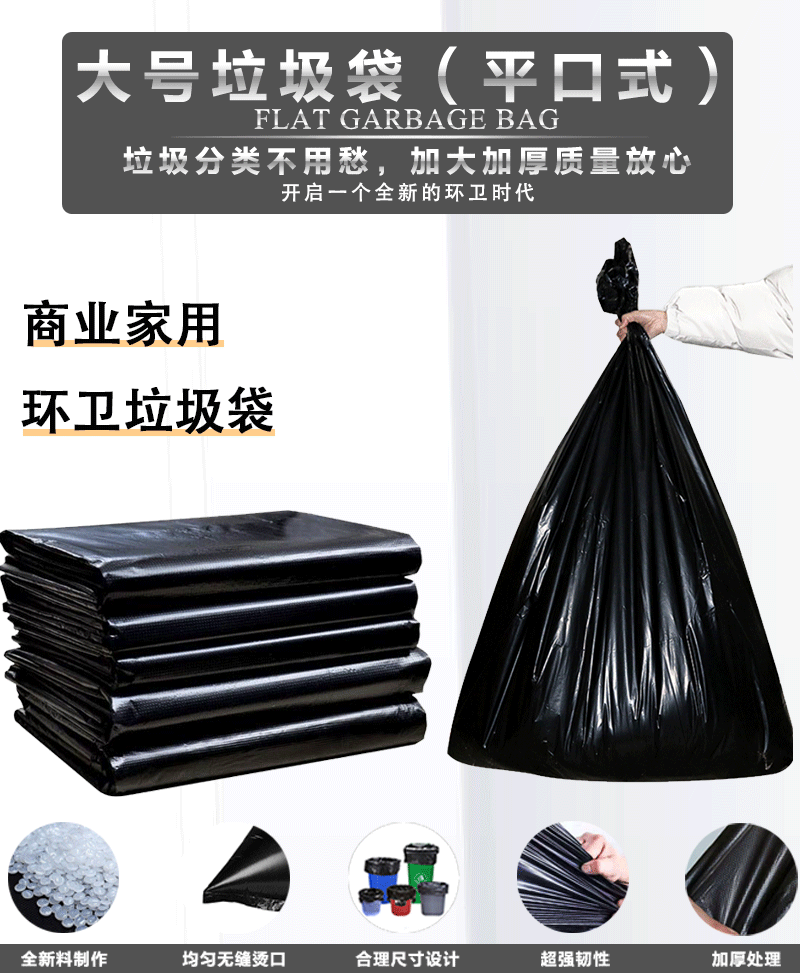 大号垃圾袋（平口式）
FLAT GARBAGE BAG
垃圾分类不用愁，加大加厚质量放心
开启一个全新的环卫时代
商业家用
环卫垃圾袋
全新料制作
均匀无缝烫口
合理尺寸设计
超强韧性
加厚处理